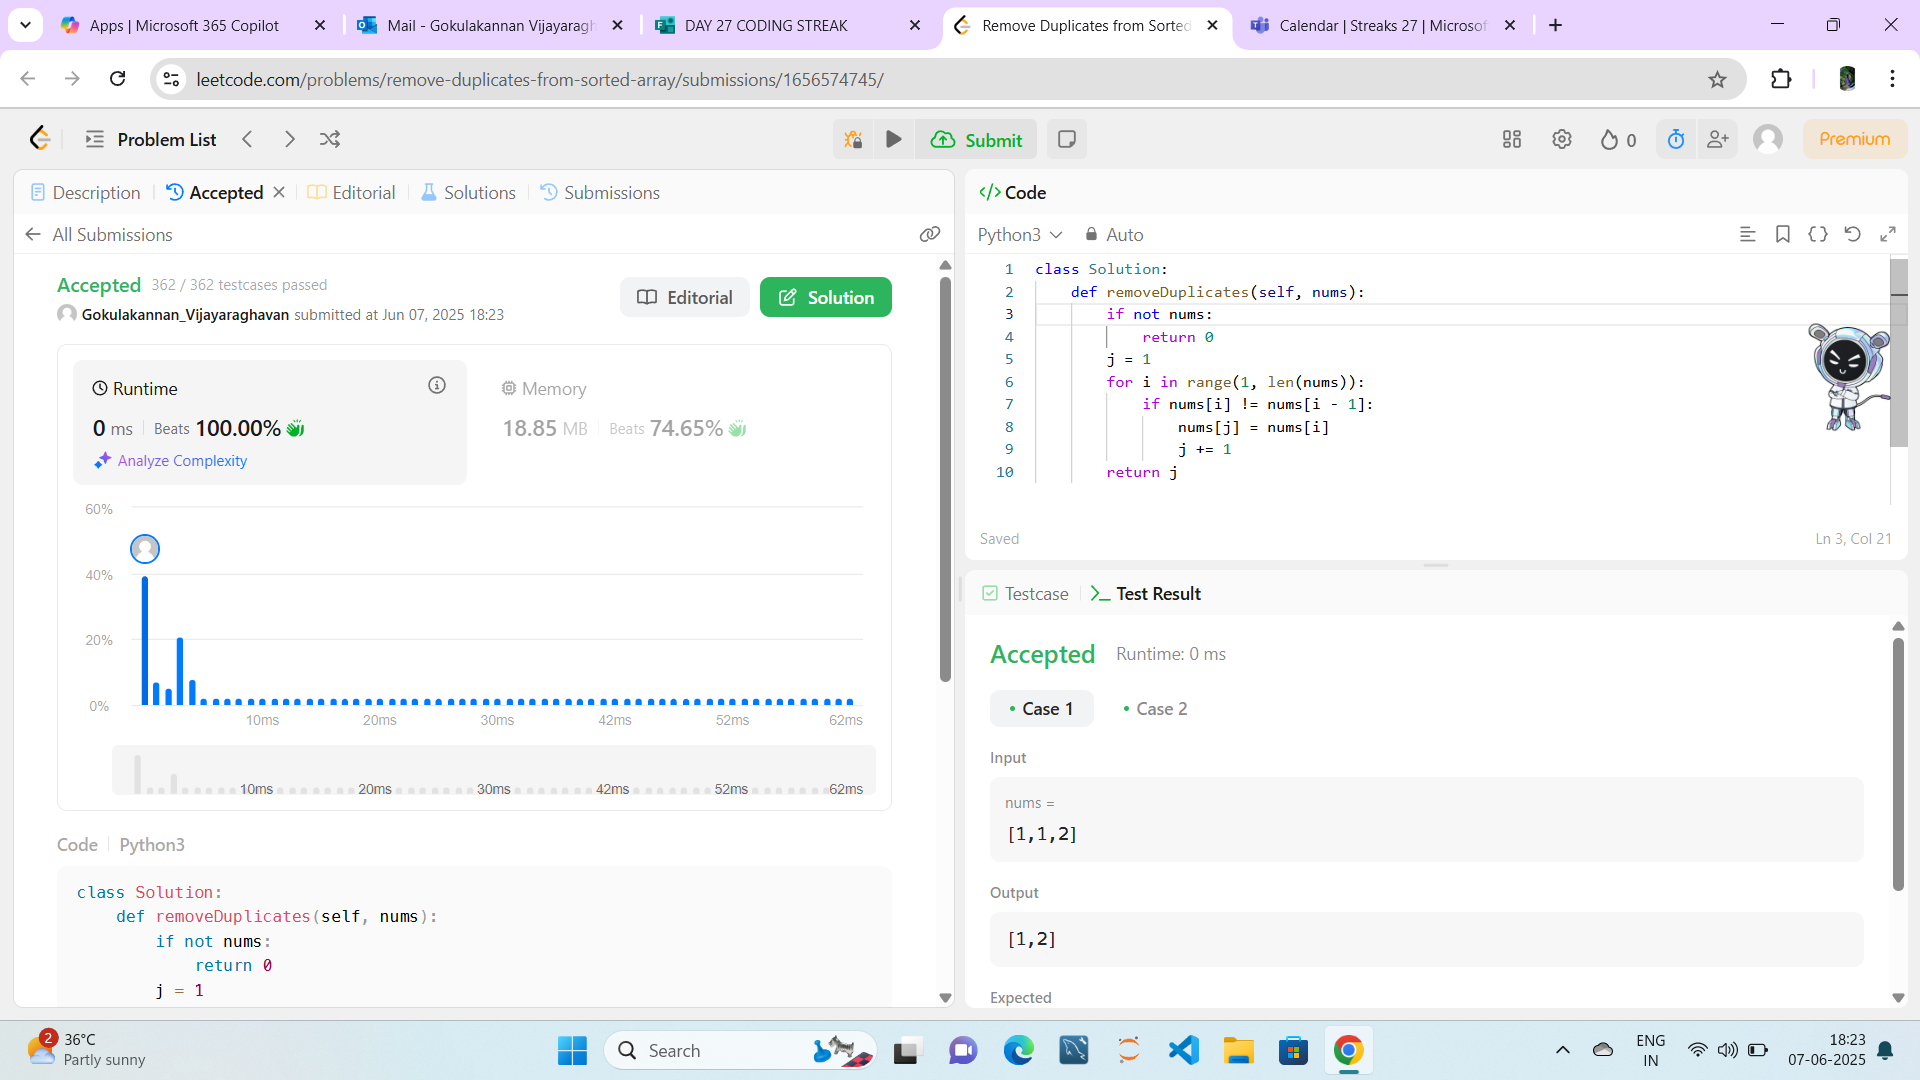 Apps | Microsoft 365 Copilot
Mail - Gokulakannan Vijayaragh
DAY 27 CODING STREAK
Remove Duplicates from Sorted
Calendar | Streaks 27 | Microsof
leetcode.com/problems/remove-duplicates-from-sorted-array/submissions/1656574745/
Problem List
Submit
0
Premium
Description
Accepted
Editorial
Solutions
Submissions
All Submissions
Accepted 362 / 362 testcases passed
Gokulakannan_Vijayaraghavan submitted at Jun 07, 2025 18:23
Editorial
Solution
Runtime
0 ms Beats 100.00%
Analyze Complexity
Memory
18.85 MB Beats 74.65%
60%
40%
20%
0%
10ms 20ms 30ms 42ms 52ms 62ms
10ms 20ms 30ms 42ms 52ms 62ms
Code Python3
class Solution:
    def removeDuplicates(self, nums):
        if not nums:
            return 0
        j = 1
Code
Python3 Auto
1 class Solution:
2     def removeDuplicates(self, nums):
3         if not nums:
4             return 0
5         j = 1
6         for i in range(1, len(nums)):
7             if nums[i] != nums[i - 1]:
8                 nums[j] = nums[i]
9                 j += 1
10         return j
Saved
Ln 3, Col 21
Testcase
Test Result
Accepted Runtime: 0 ms
Case 1
Case 2
Input
nums =
[1,1,2]
Output
[1,2]
Expected
2
36°C
Partly sunny
Search
ENG
IN
18:23
07-06-2025